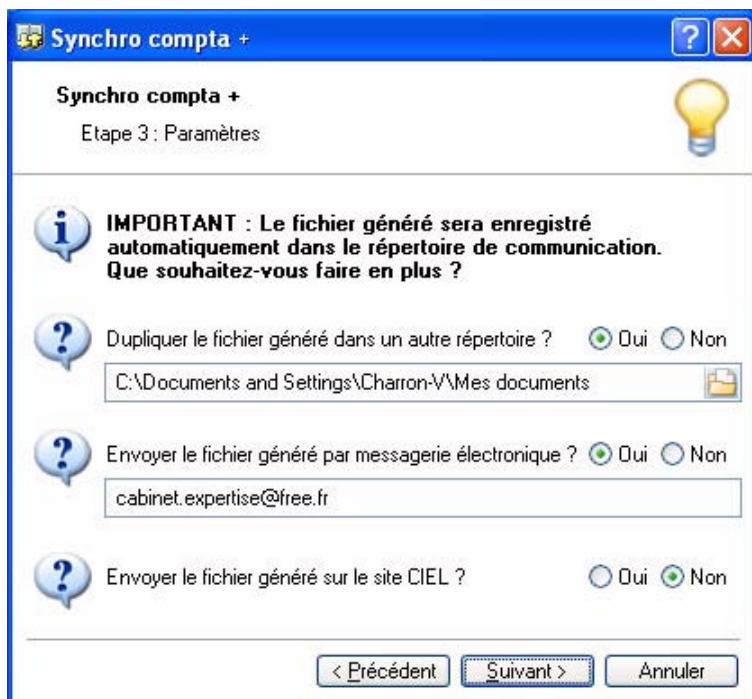 Synchro compta +
Synchro compta +
Etape 3 : Paramètres
IMPORTANT : Le fichier généré sera enregistré
automatiquement dans le répertoire de communication.
Que souhaitez-vous faire en plus ?
Dupliquer le fichier généré dans un autre répertoire ? Oui Non
C:\Documents and Settings\Charron-V\Mes documents
Envoyer le fichier généré par messagerie électronique ? Oui Non
cabinet.expertise@free.fr
Envoyer le fichier généré sur le site CIEL ? Oui Non
< Précédent Suivant > Annuler